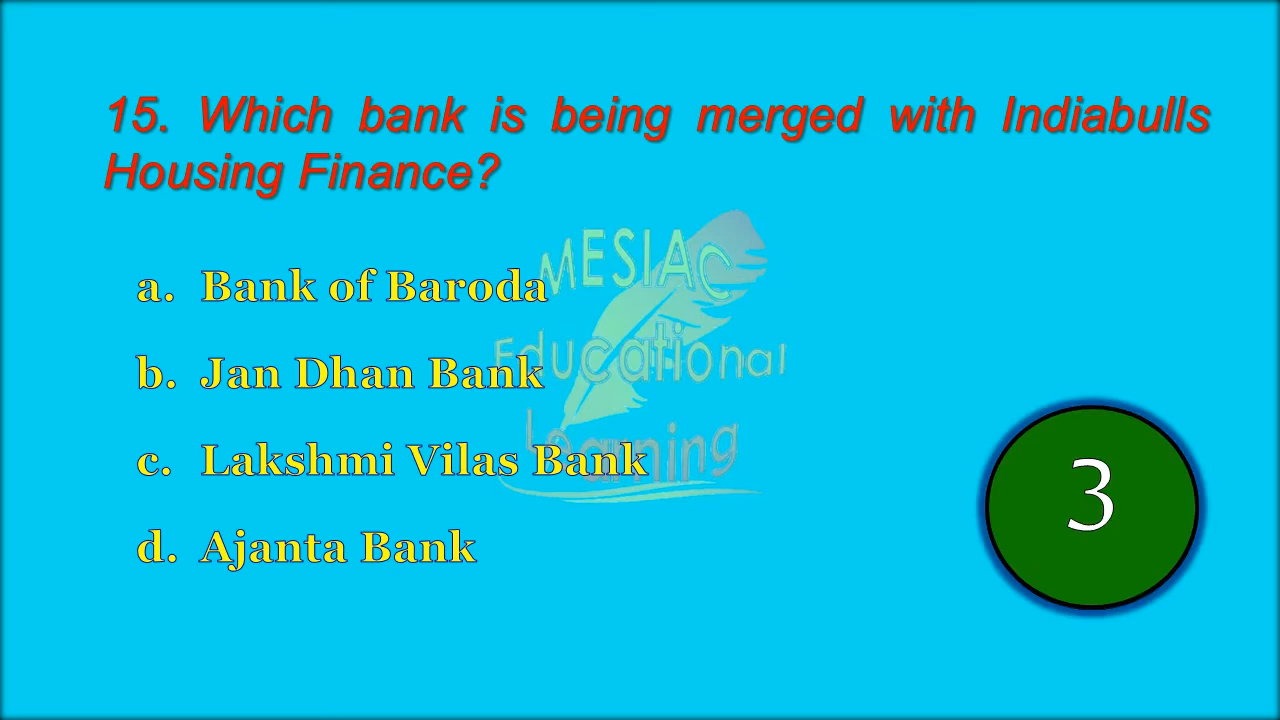 15. Which bank is being merged with Indiabulls
Housing Finance?
MESIAC
a. Bank of Baroda
Educational
b. Jan Dhan Bank
Learning
c. Lakshmi Vilas Bank
3
d. Ajanta Bank